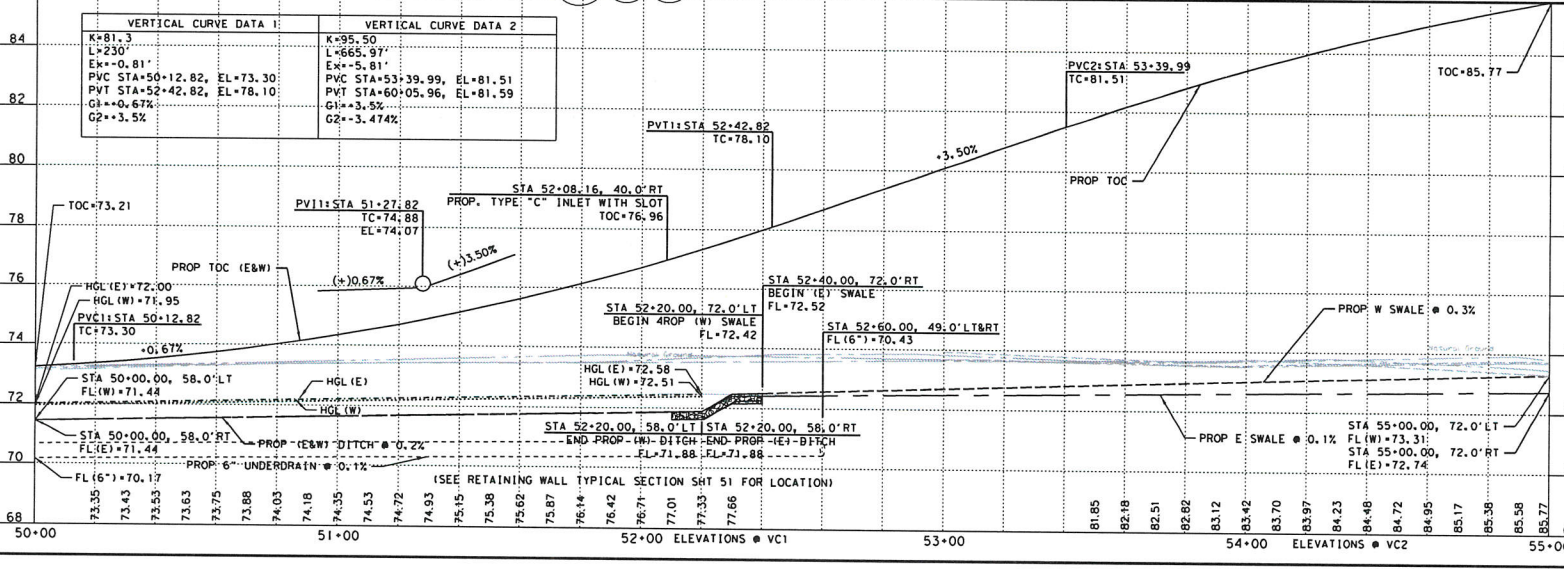 VERTICAL CURVE DATA 1
K=81.3
L=230'
Ex=-0.81'
PVC STA=50+12.82, EL=73.30
PVT STA=52+42.82, EL=78.10
G1=+0.67%
G2=+3.5%
VERTICAL CURVE DATA 2
K=95.50
L=665.97'
Ex=-5.81'
PVC STA=53+39.99, EL=81.51
PVT STA=60+05.96, EL=81.59
G1=+3.5%
G2=-3.474%
84
82
80
78
76
74
72
70
68
TOC=73.21
HGL(E)=72.00
HGL(W)=71.95
PVC1:STA 50+12.82
TC=73.30
+0.67%
PROP TOC (E&W)
PVI1:STA 51+27.82
TC=74.88
EL=74.07
(+)0.67%
(+)3.50%
STA 52+08.16, 40.0'RT
PROP. TYPE "C" INLET WITH SLOT
TOC=76.96
PVT1:STA 52+42.82
TC=78.10
+3.50%
PVC2:STA 53+39.99
TC=81.51
PROP TOC
TOC=85.77
STA 52+20.00, 72.0'LT
BEGIN 4ROP (W) SWALE
FL=72.42
STA 52+40.00, 72.0'RT
BEGIN (E) SWALE
FL=72.52
STA 52+60.00, 49.0'LT&RT
FL(6")=70.43
PROP W SWALE @ 0.3%
Natural Ground
Natural Ground
HGL(E)=72.58
HGL(W)=72.51
STA 50+00.00, 58.0'LT
FL(W)=71.44
HGL(E)
HGL(W)
STA 50+00.00, 58.0'RT
FL(E)=71.44
PROP (E&W) DITCH @ 0.2%
PROP 6" UNDERDRAIN @ 0.1%
FL(6")=70.17
STA 52+20.00, 58.0'LT
END PROP (W) DITCH
FL=71.88
STA 52+20.00, 58.0'RT
END PROP (E) DITCH
FL=71.88
(SEE RETAINING WALL TYPICAL SECTION SHT 51 FOR LOCATION)
PROP E SWALE @ 0.1%
STA 55+00.00, 72.0'LT
FL(W)=73.31
STA 55+00.00, 72.0'RT
FL(E)=72.74
73.35 73.43 73.53 73.63 73.75 73.88 74.03 74.18 74.35 74.53 74.72 74.93 75.15 75.38 75.62 75.87 76.14 76.42 76.71 77.01 77.33 77.66
81.85 82.18 82.51 82.82 83.12 83.42 83.70 83.97 84.23 84.48 84.72 84.95 85.17 85.38 85.58 85.77
50+00 51+00 52+00 ELEVATIONS @ VC1 53+00 54+00 ELEVATIONS @ VC2 55+0